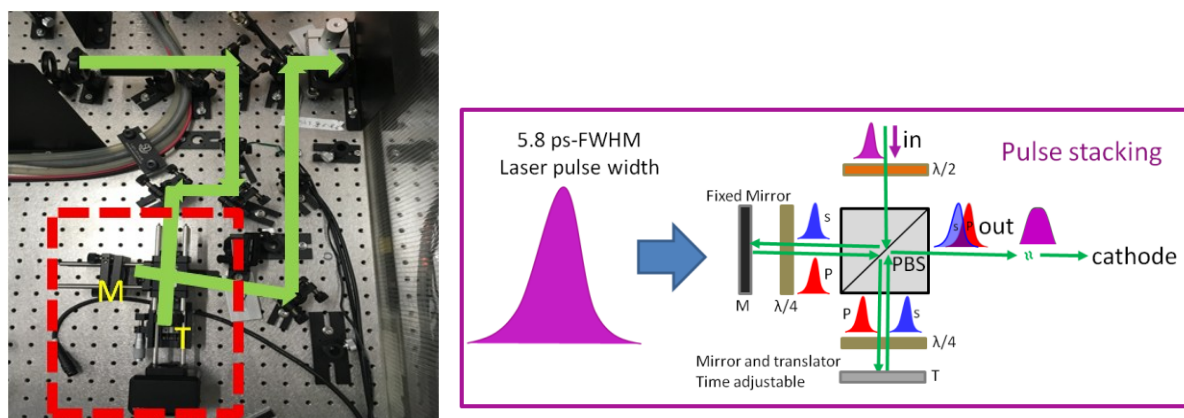 M
T
5.8 ps-FWHM
Laser pulse width
in
Pulse stacking
λ/2
Fixed Mirror
s
P
s
P
out
PBS
≈
cathode
M
λ/4
P
s
λ/4
Mirror and translator
Time adjustable
T